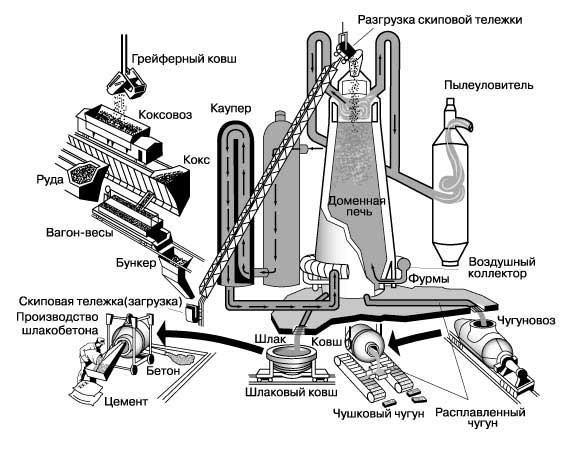 Разгрузка скиповой тележки
Грейферный ковш
Пылеуловитель
Каупер
Коксовоз
Кокс
Руда
Доменная
печь
Вагон-весы
Бункер
Воздушный
коллектор
Фурмы
Скиповая тележка(загрузка)
Производство
шлакобетона
Чугуновоз
Шлак
Ковш
Бетон
Цемент
Шлаковый ковш
Чушковый чугун
Расплавленный
чугун